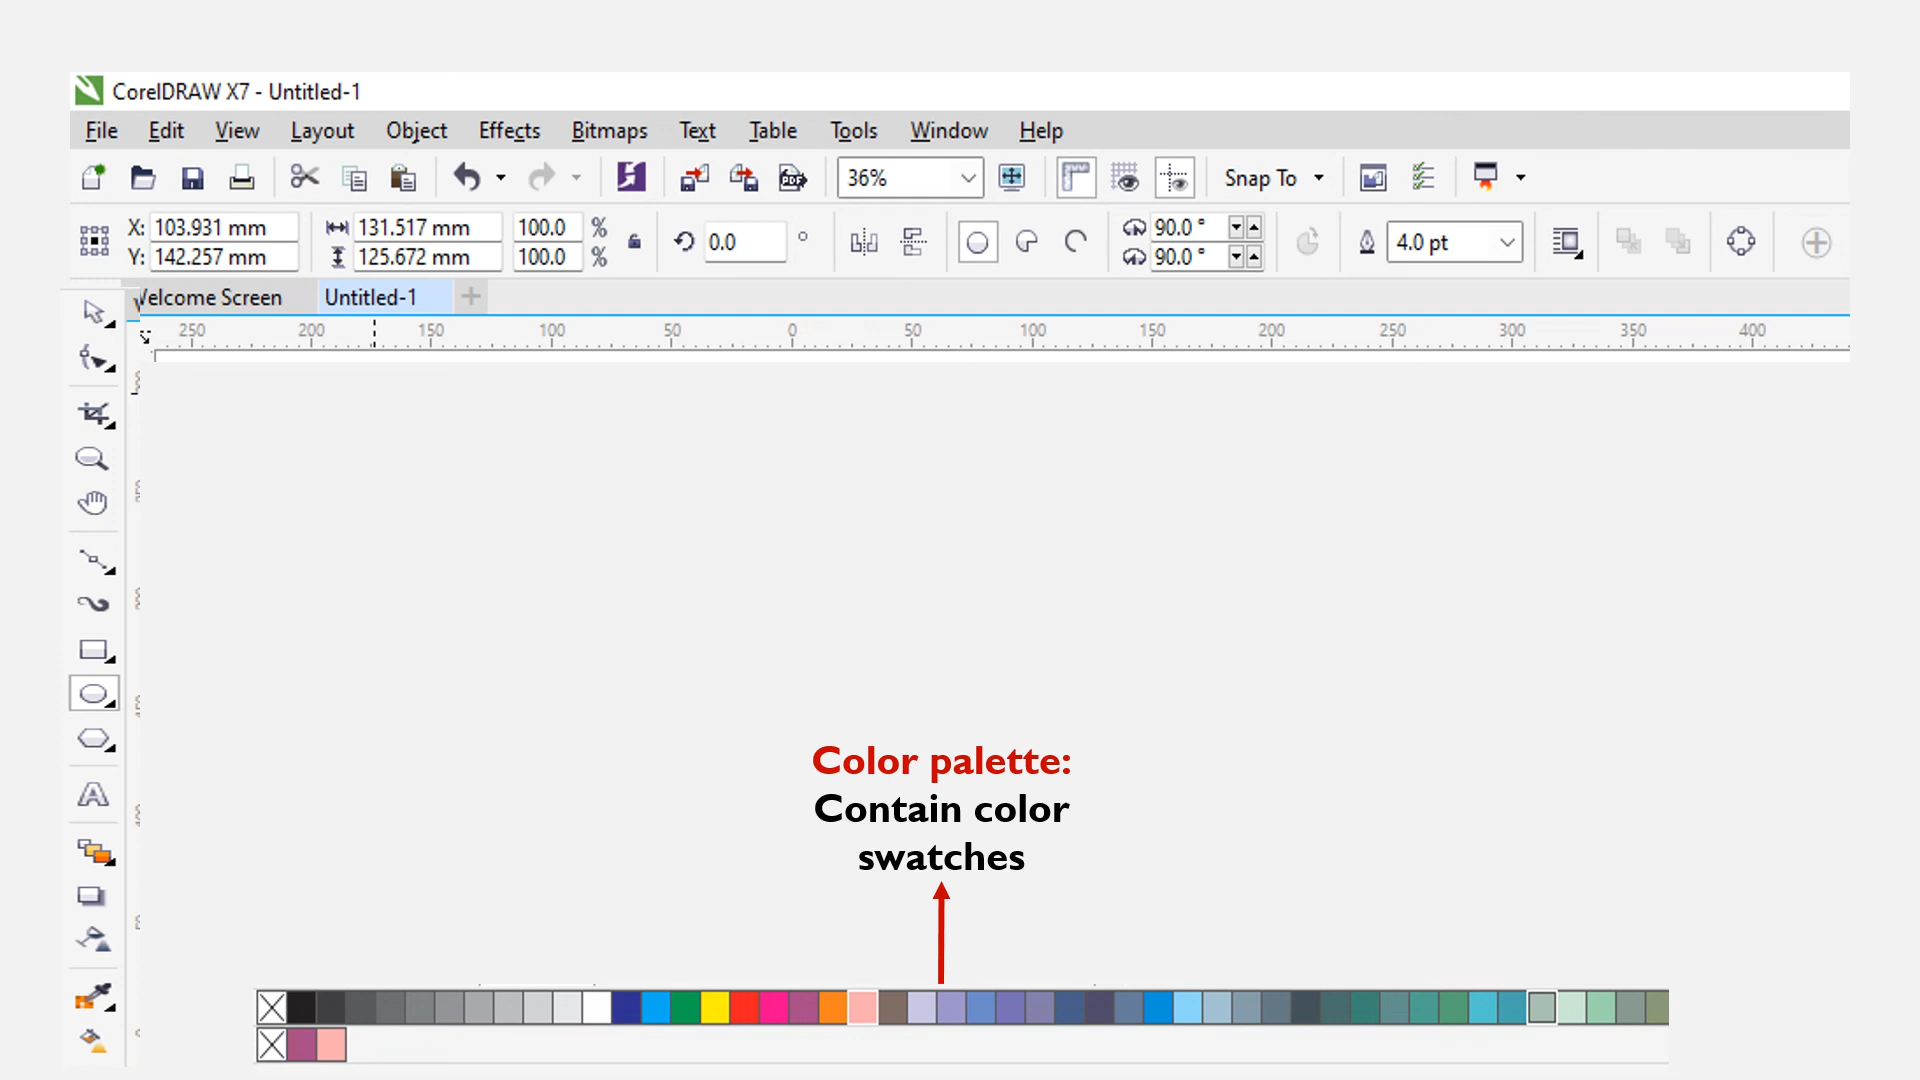 CorelDRAW X7 - Untitled-1
File Edit View Layout Object Effects Bitmaps Text Table Tools Window Help
PDF 36% Snap To
X: 103.931 mm 131.517 mm 100.0 % 0.0 ° 90.0 ° 4.0 pt
Y: 142.257 mm 125.672 mm 100.0 % 90.0 °
Welcome Screen Untitled-1
250 200 150 100 50 0 50 100 150 200 250 300 350 400
Color palette:
Contain color
swatches